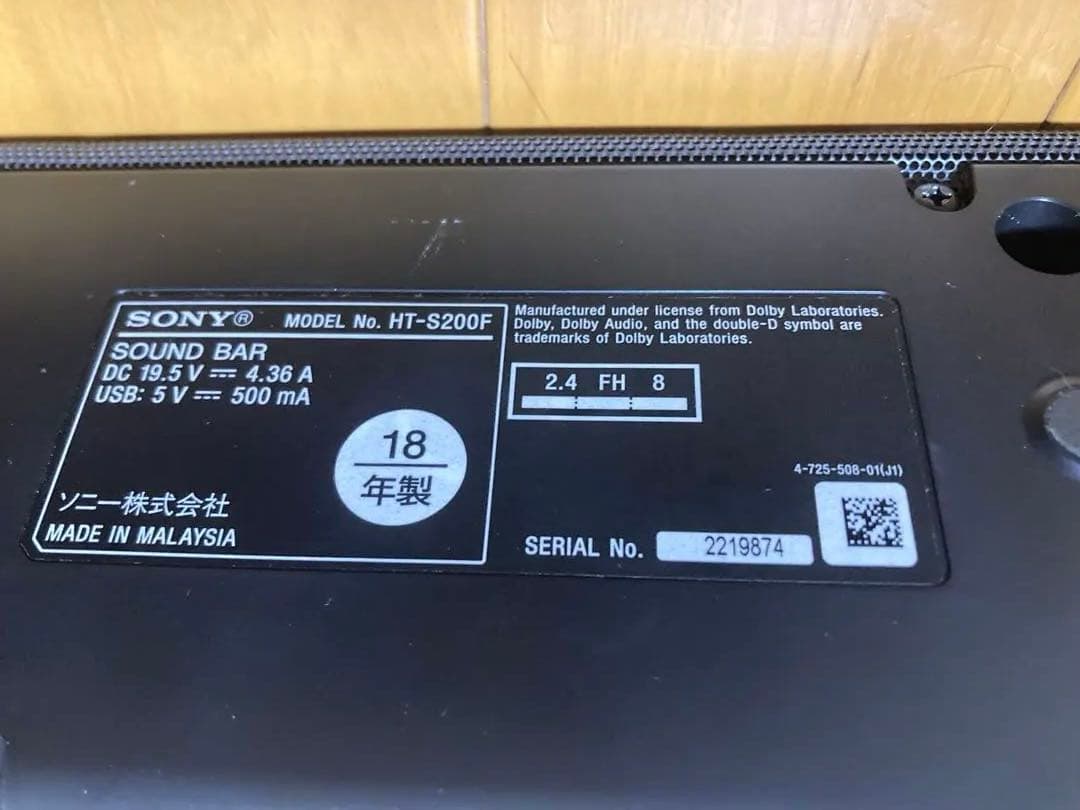 SONY® MODEL No. HT-S200F
SOUND BAR
DC 19.5 V ⎓ 4.36 A
USB: 5 V ⎓ 500 mA
18
年製
ソニー株式会社
MADE IN MALAYSIA
Manufactured under license from Dolby Laboratories.
Dolby, Dolby Audio, and the double-D symbol are
trademarks of Dolby Laboratories.
2.4 FH 8
4-725-508-01(J1)
SERIAL No. 2219874